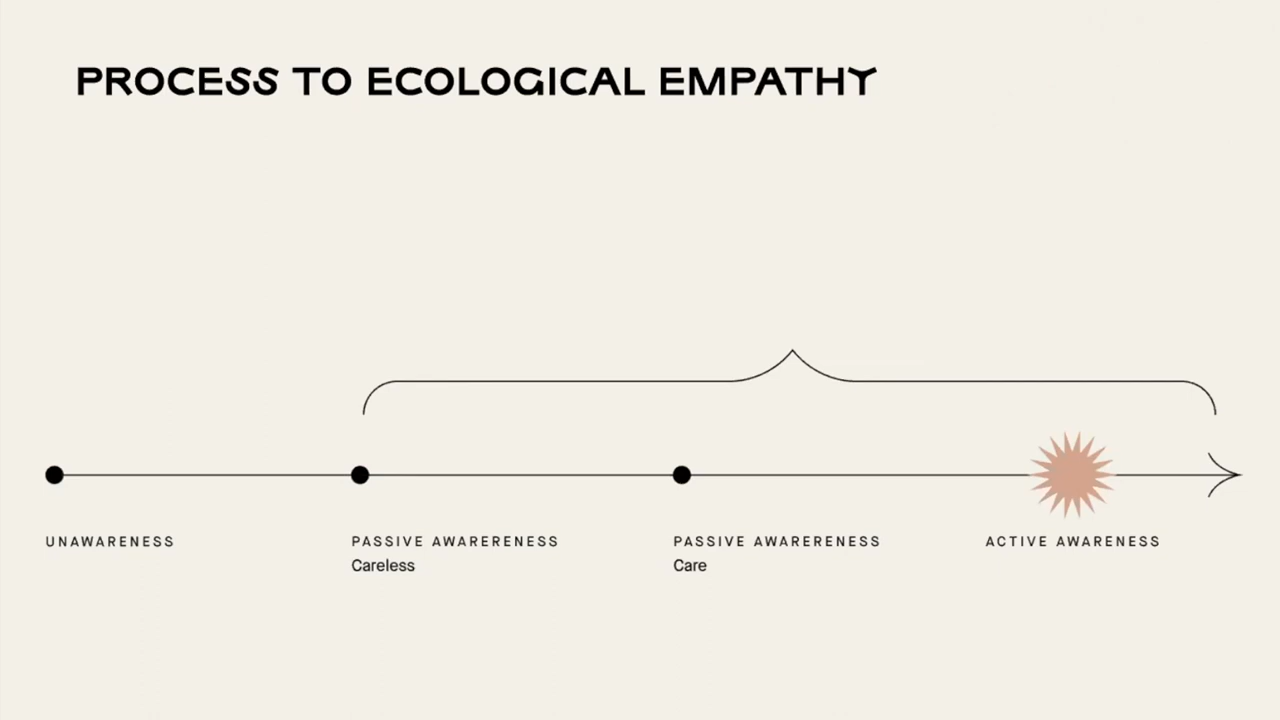 PROCESS TO ECOLOGICAL EMPATHY
UNAWARENESS
PASSIVE AWARERENESS
Careless
PASSIVE AWARERENESS
Care
ACTIVE AWARENESS